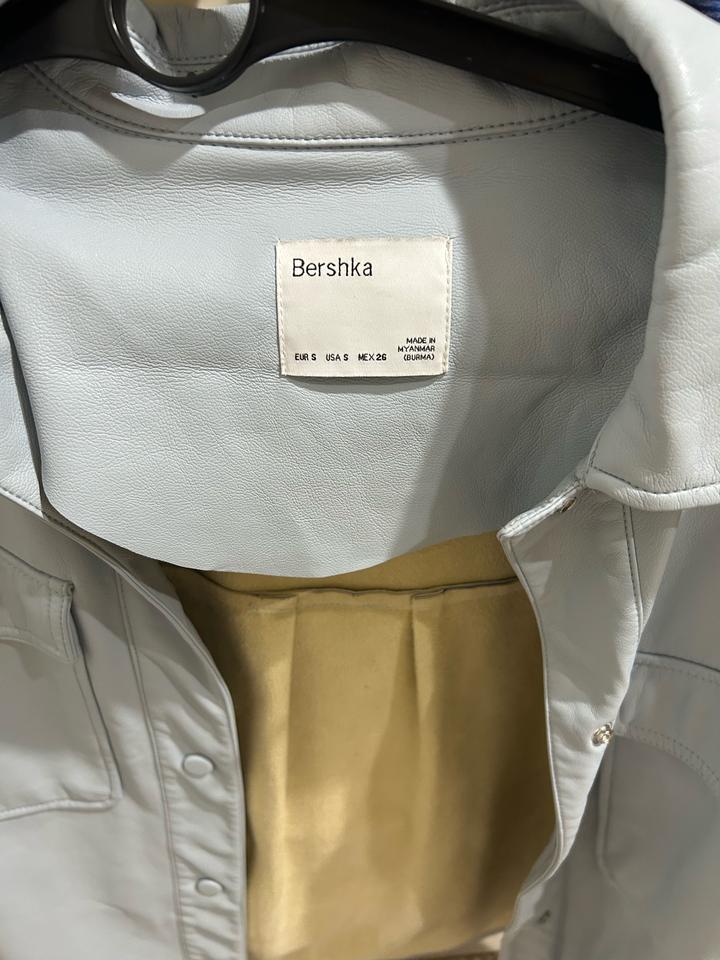 Bershka
MADE IN
MYANMAR
EUR S USA S MEX 26 (BURMA)